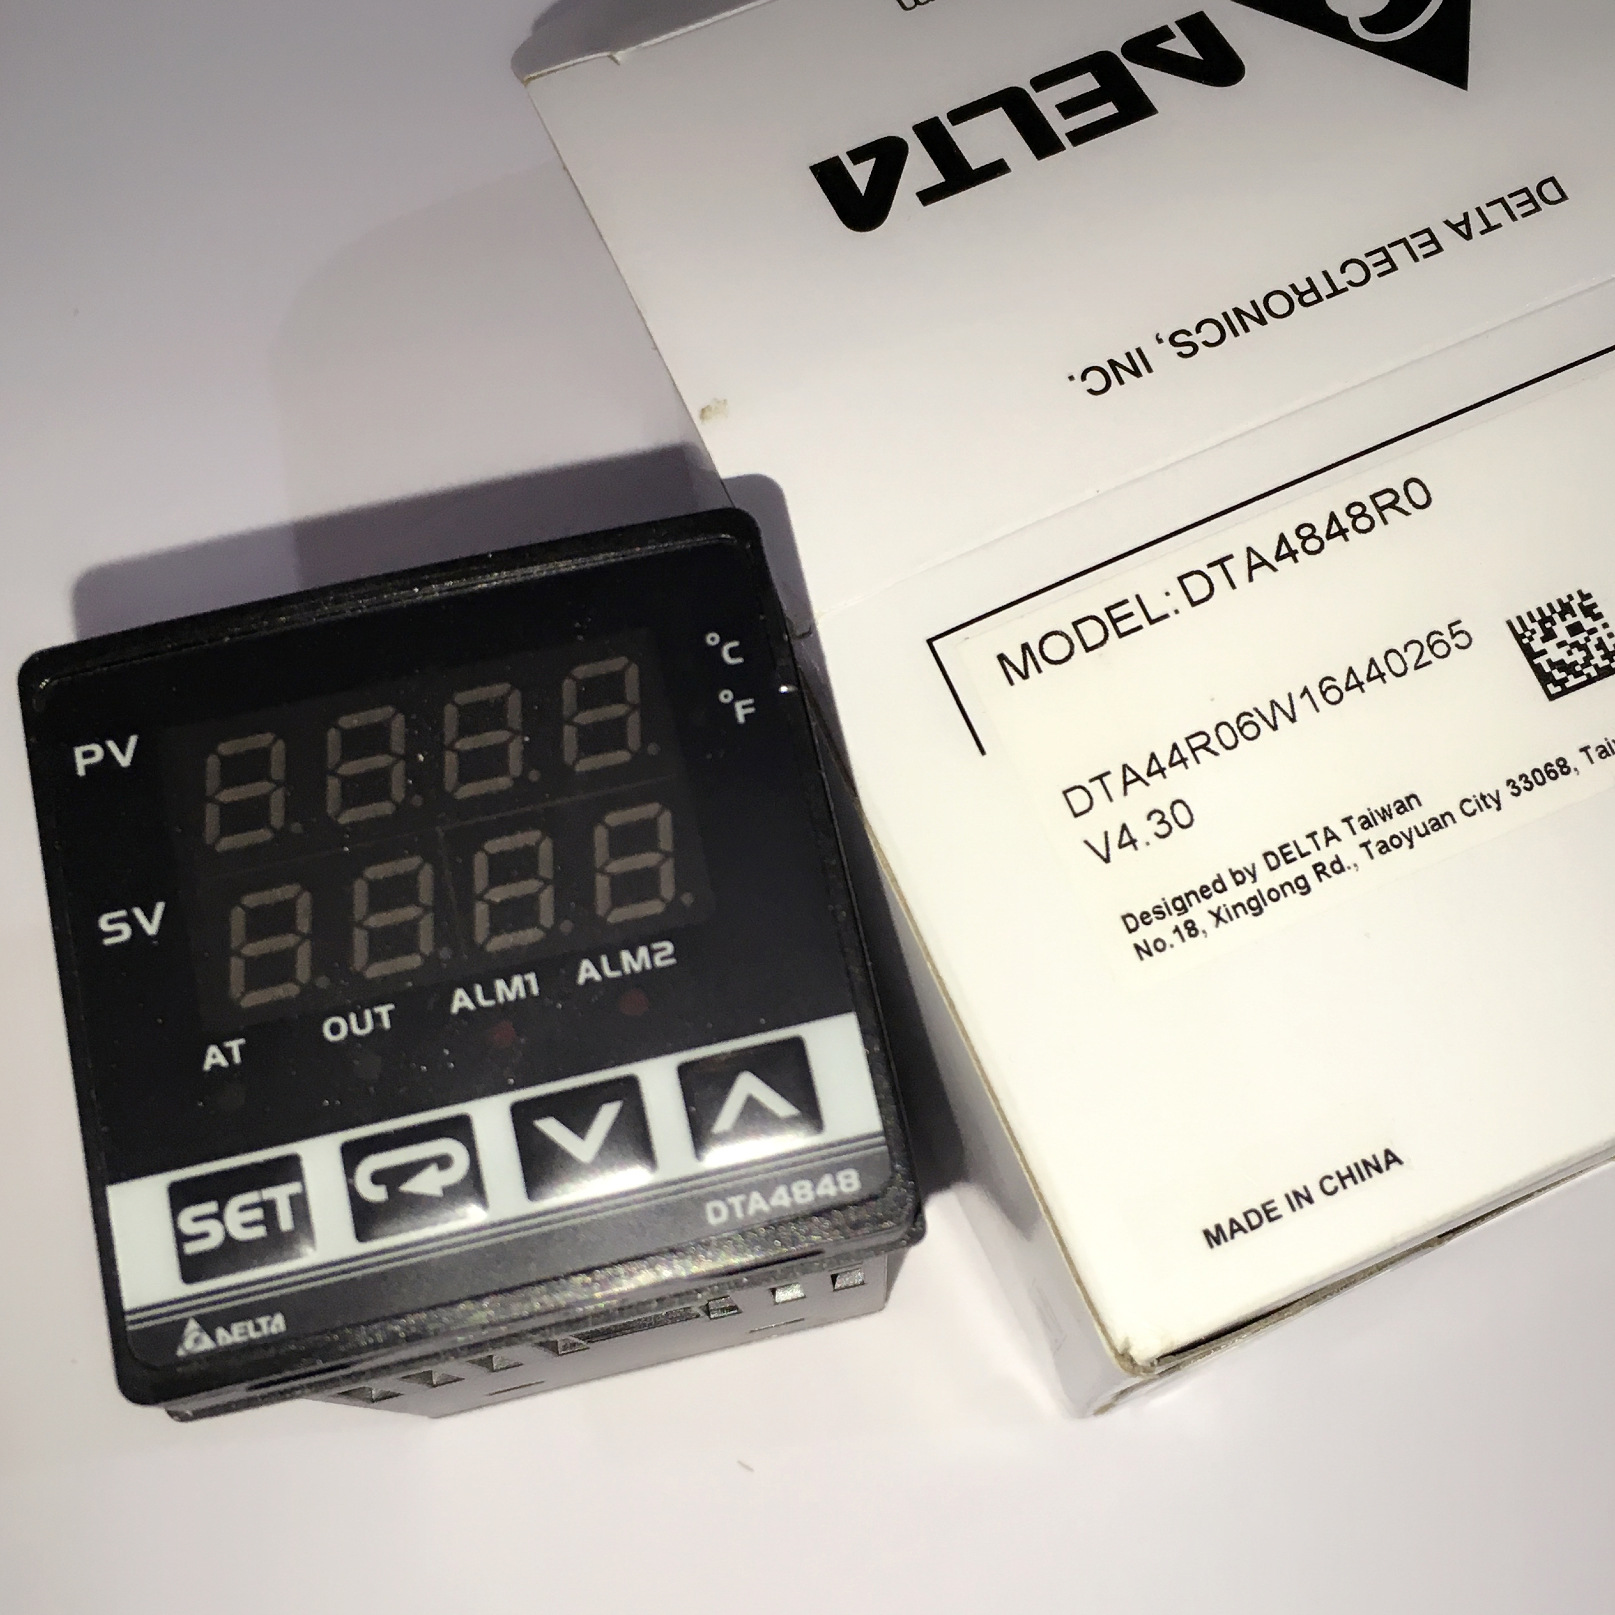 DELTA
DELTA ELECTRONICS, INC.
MODEL:DTA4848R0
DTA44R06W16440265
V4.30
Designed by DELTA Taiwan
No.18, Xinglong Rd., Taoyuan City 33068,
MADE IN CHINA
°C
°F
PV
SV
AT OUT ALM1 ALM2
SET
DTA4848
DELTA